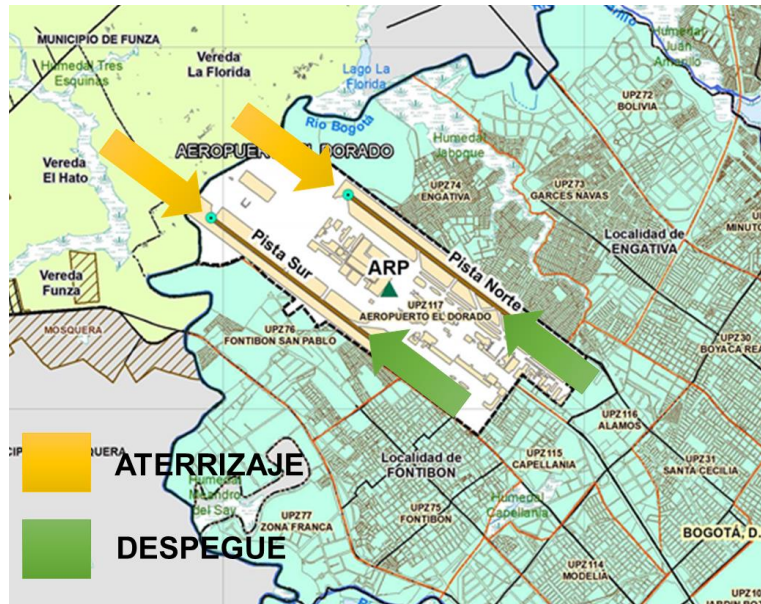 MUNICIPIO DE FUNZA
Vereda
La Florida
Humedal Tres
Esquinas
Lago La
Florida
Río Bogotá
Humedal
Juan
Amarillo
UPZ72
BOLIVIA
Humedal
Jaboque
AEROPUERTO EL DORADO
Vereda
El Hato
UPZ74
ENGATIVA
UPZ73
GARCES NAVAS
Localidad de
ENGATIVA
Pista Sur
Pista Norte
ARP
Vereda
Funza
UPZ117
AEROPUERTO EL DORADO
MOSQUERA
UPZ76
FONTIBON SAN PABLO
UPZ30
BOYACA REA
UPZ116
ALAMOS
ATERRIZAJE
Localidad de
FONTIBON
UPZ115
CAPELLANIA
UPZ31
SANTA CECILIA
Humedal
Meandro
del Say
UPZ77
ZONA FRANCA
UPZ75
FONTIBON
Humedal
Capellanía
DESPEGUE
BOGOTÁ, D.
UPZ114
MODELIA